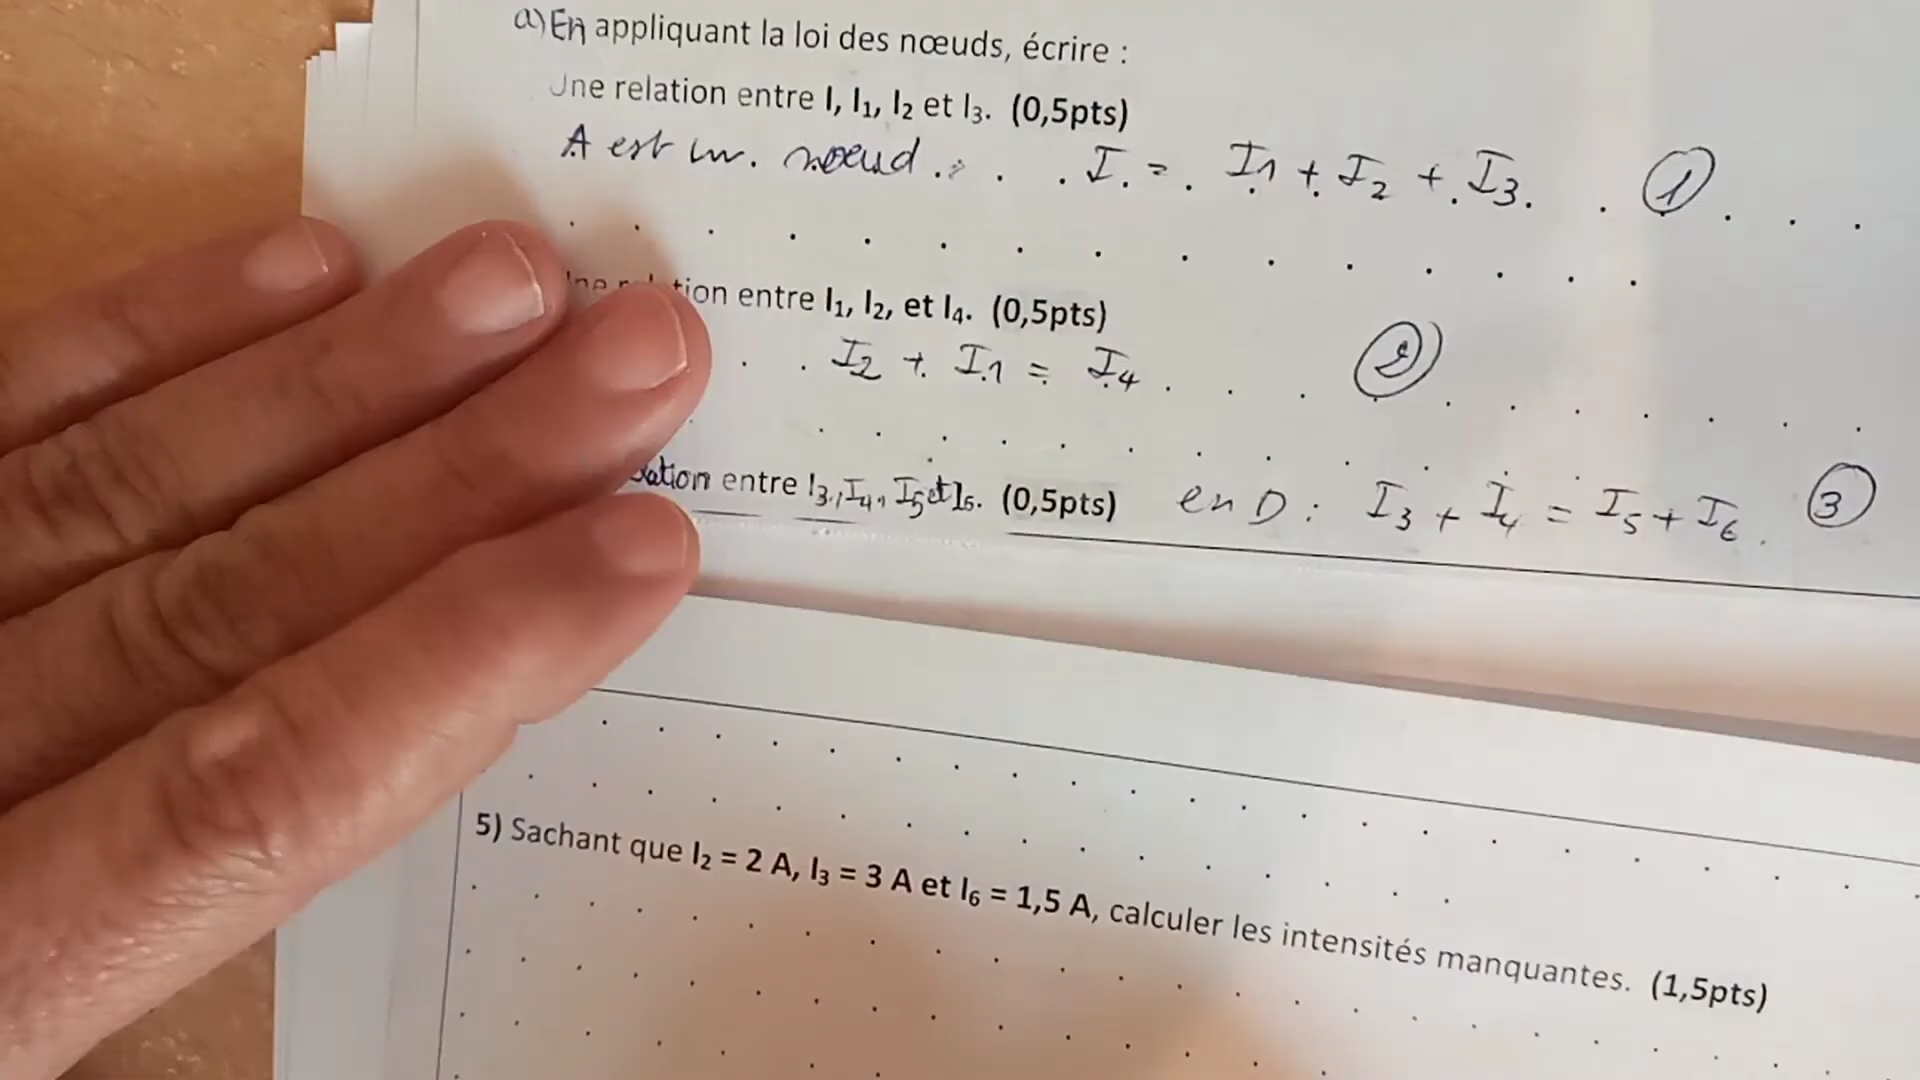 a) En appliquant la loi des nœuds, écrire :
Une relation entre I, I₁, I₂ et I₃. (0,5pts)
A est un. noeud . : . . I. = . I1 + I2 + I3. . ① . . .
Une relation entre I₁, I₂, et I₄. (0,5pts)
I2 + I1 = I4 . . . ②
entre I₃, I₄, I₅ et I₆. (0,5pts) en D : I3 + I4 = I5 + I6 . ③
5) Sachant que I₂ = 2 A, I₃ = 3 A et I₆ = 1,5 A, calculer les intensités manquantes. (1,5pts)